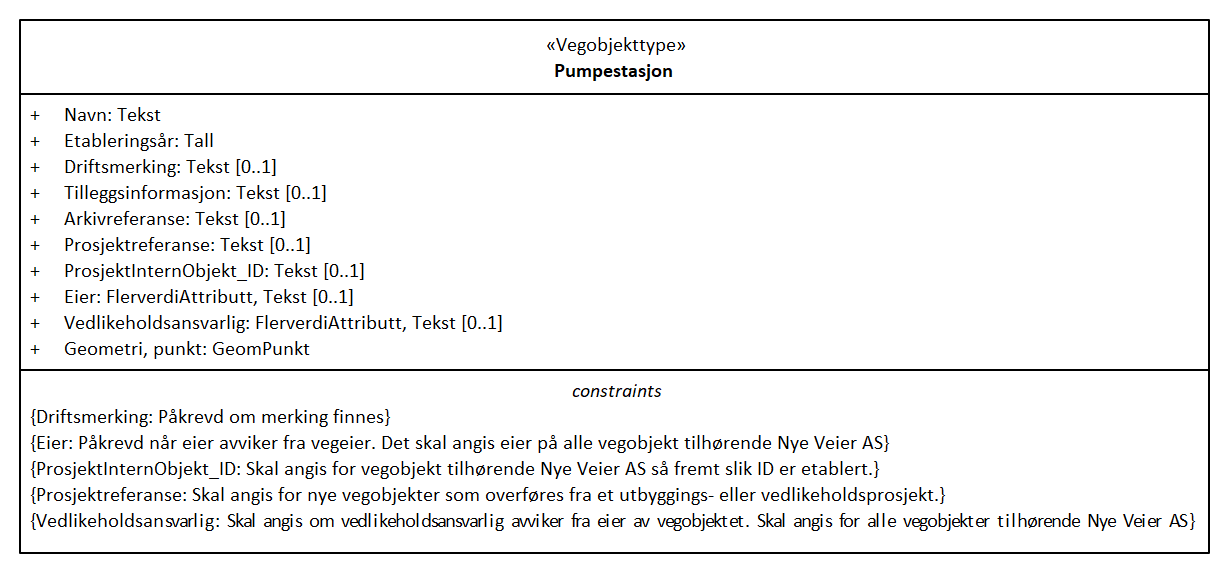 «Vegobjekttype»
Pumpestasjon
+ Navn: Tekst
+ Etableringsår: Tall
+ Driftsmerking: Tekst [0..1]
+ Tilleggsinformasjon: Tekst [0..1]
+ Arkivreferanse: Tekst [0..1]
+ Prosjektreferanse: Tekst [0..1]
+ ProsjektInternObjekt_ID: Tekst [0..1]
+ Eier: FlerverdiAttributt, Tekst [0..1]
+ Vedlikeholdsansvarlig: FlerverdiAttributt, Tekst [0..1]
+ Geometri, punkt: GeomPunkt
constraints
{Driftsmerking: Påkrevd om merking finnes}
{Eier: Påkrevd når eier avviker fra vegeier. Det skal angis eier på alle vegobjekt tilhørende Nye Veier AS}
{ProsjektInternObjekt_ID: Skal angis for vegobjekt tilhørende Nye Veier AS så fremt slik ID er etablert.}
{Prosjektreferanse: Skal angis for nye vegobjekter som overføres fra et utbyggings- eller vedlikeholdsprosjekt.}
{Vedlikeholdsansvarlig: Skal angis om vedlikeholdsansvarlig avviker fra eier av vegobjektet. Skal angis for alle vegobjekter tilhørende Nye Veier AS}